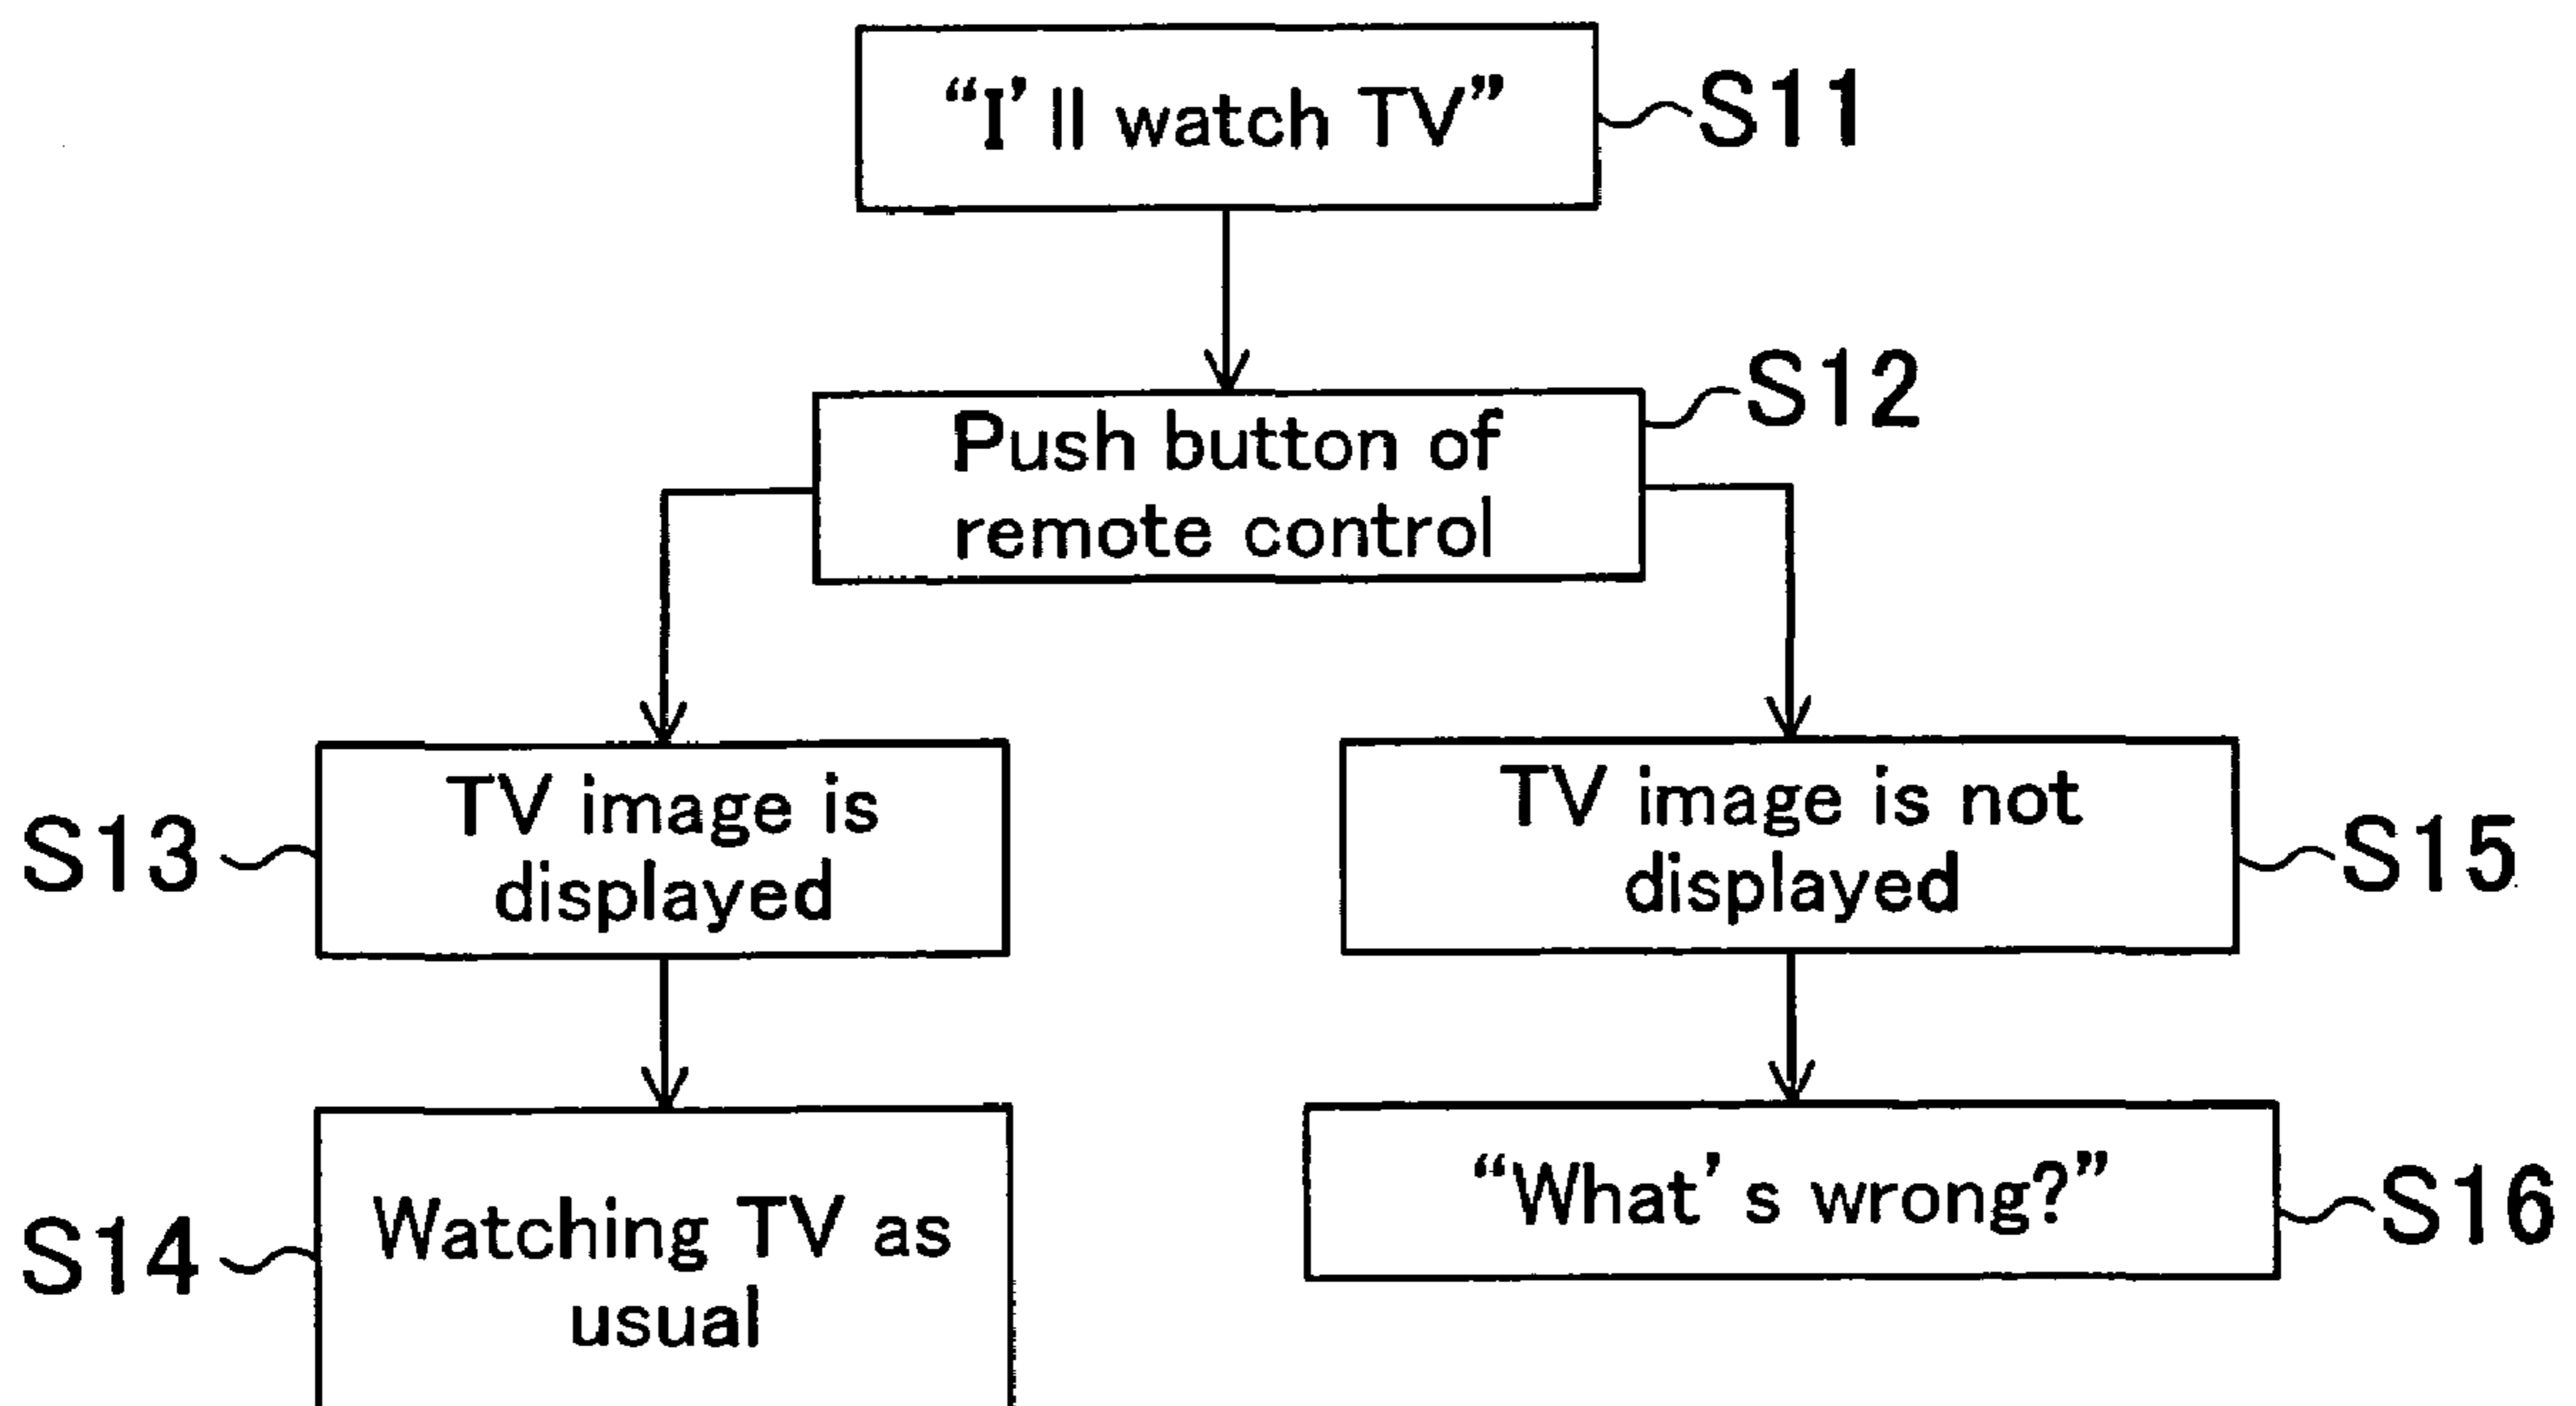 “I’ll watch TV”
S11
Push button of
remote control
S12
TV image is
displayed
S13
TV image is not
displayed
S15
Watching TV as
usual
S14
“What’s wrong?”
S16